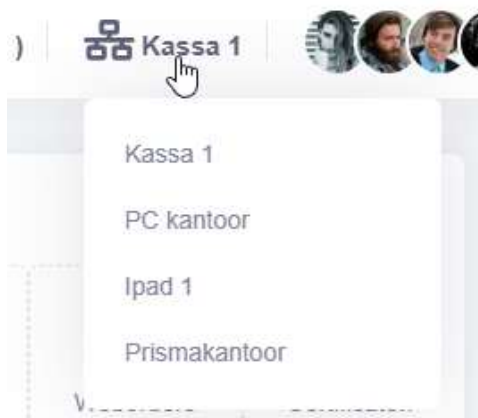 ) Kassa 1
Kassa 1
PC kantoor
Ipad 1
Prismakantoor